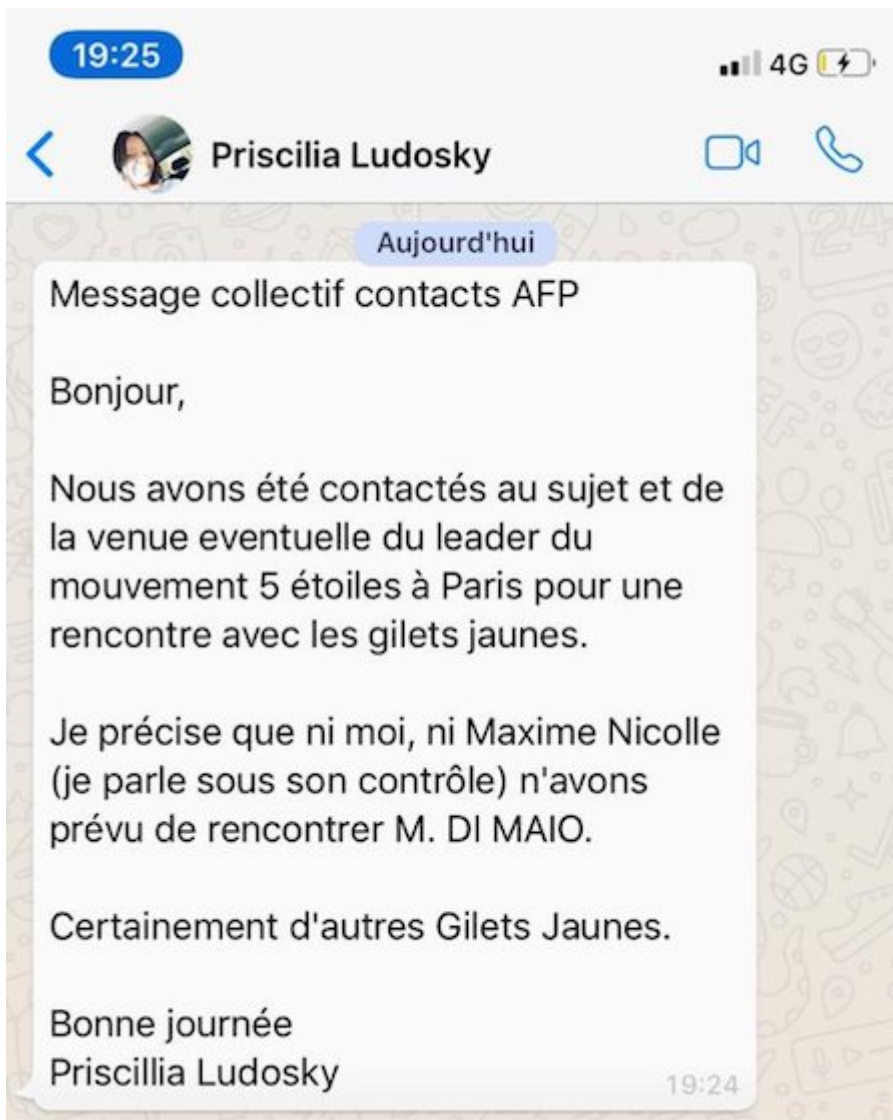 19:25
4G
Priscilia Ludosky
Aujourd'hui
Message collectif contacts AFP
Bonjour,
Nous avons été contactés au sujet et de
la venue eventuelle du leader du
mouvement 5 étoiles à Paris pour une
rencontre avec les gilets jaunes.
Je précise que ni moi, ni Maxime Nicolle
(je parle sous son contrôle) n'avons
prévu de rencontrer M. DI MAIO.
Certainement d'autres Gilets Jaunes.
Bonne journée
Priscillia Ludosky
19:24